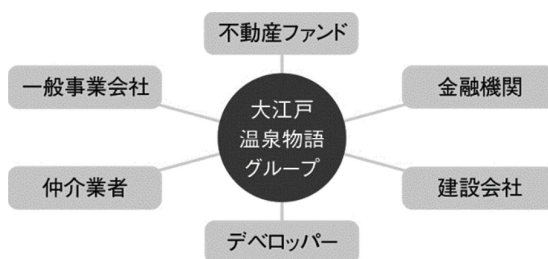 不動産ファンド
一般事業会社
金融機関
大江戸
温泉物語
グループ
仲介業者
建設会社
デベロッパー